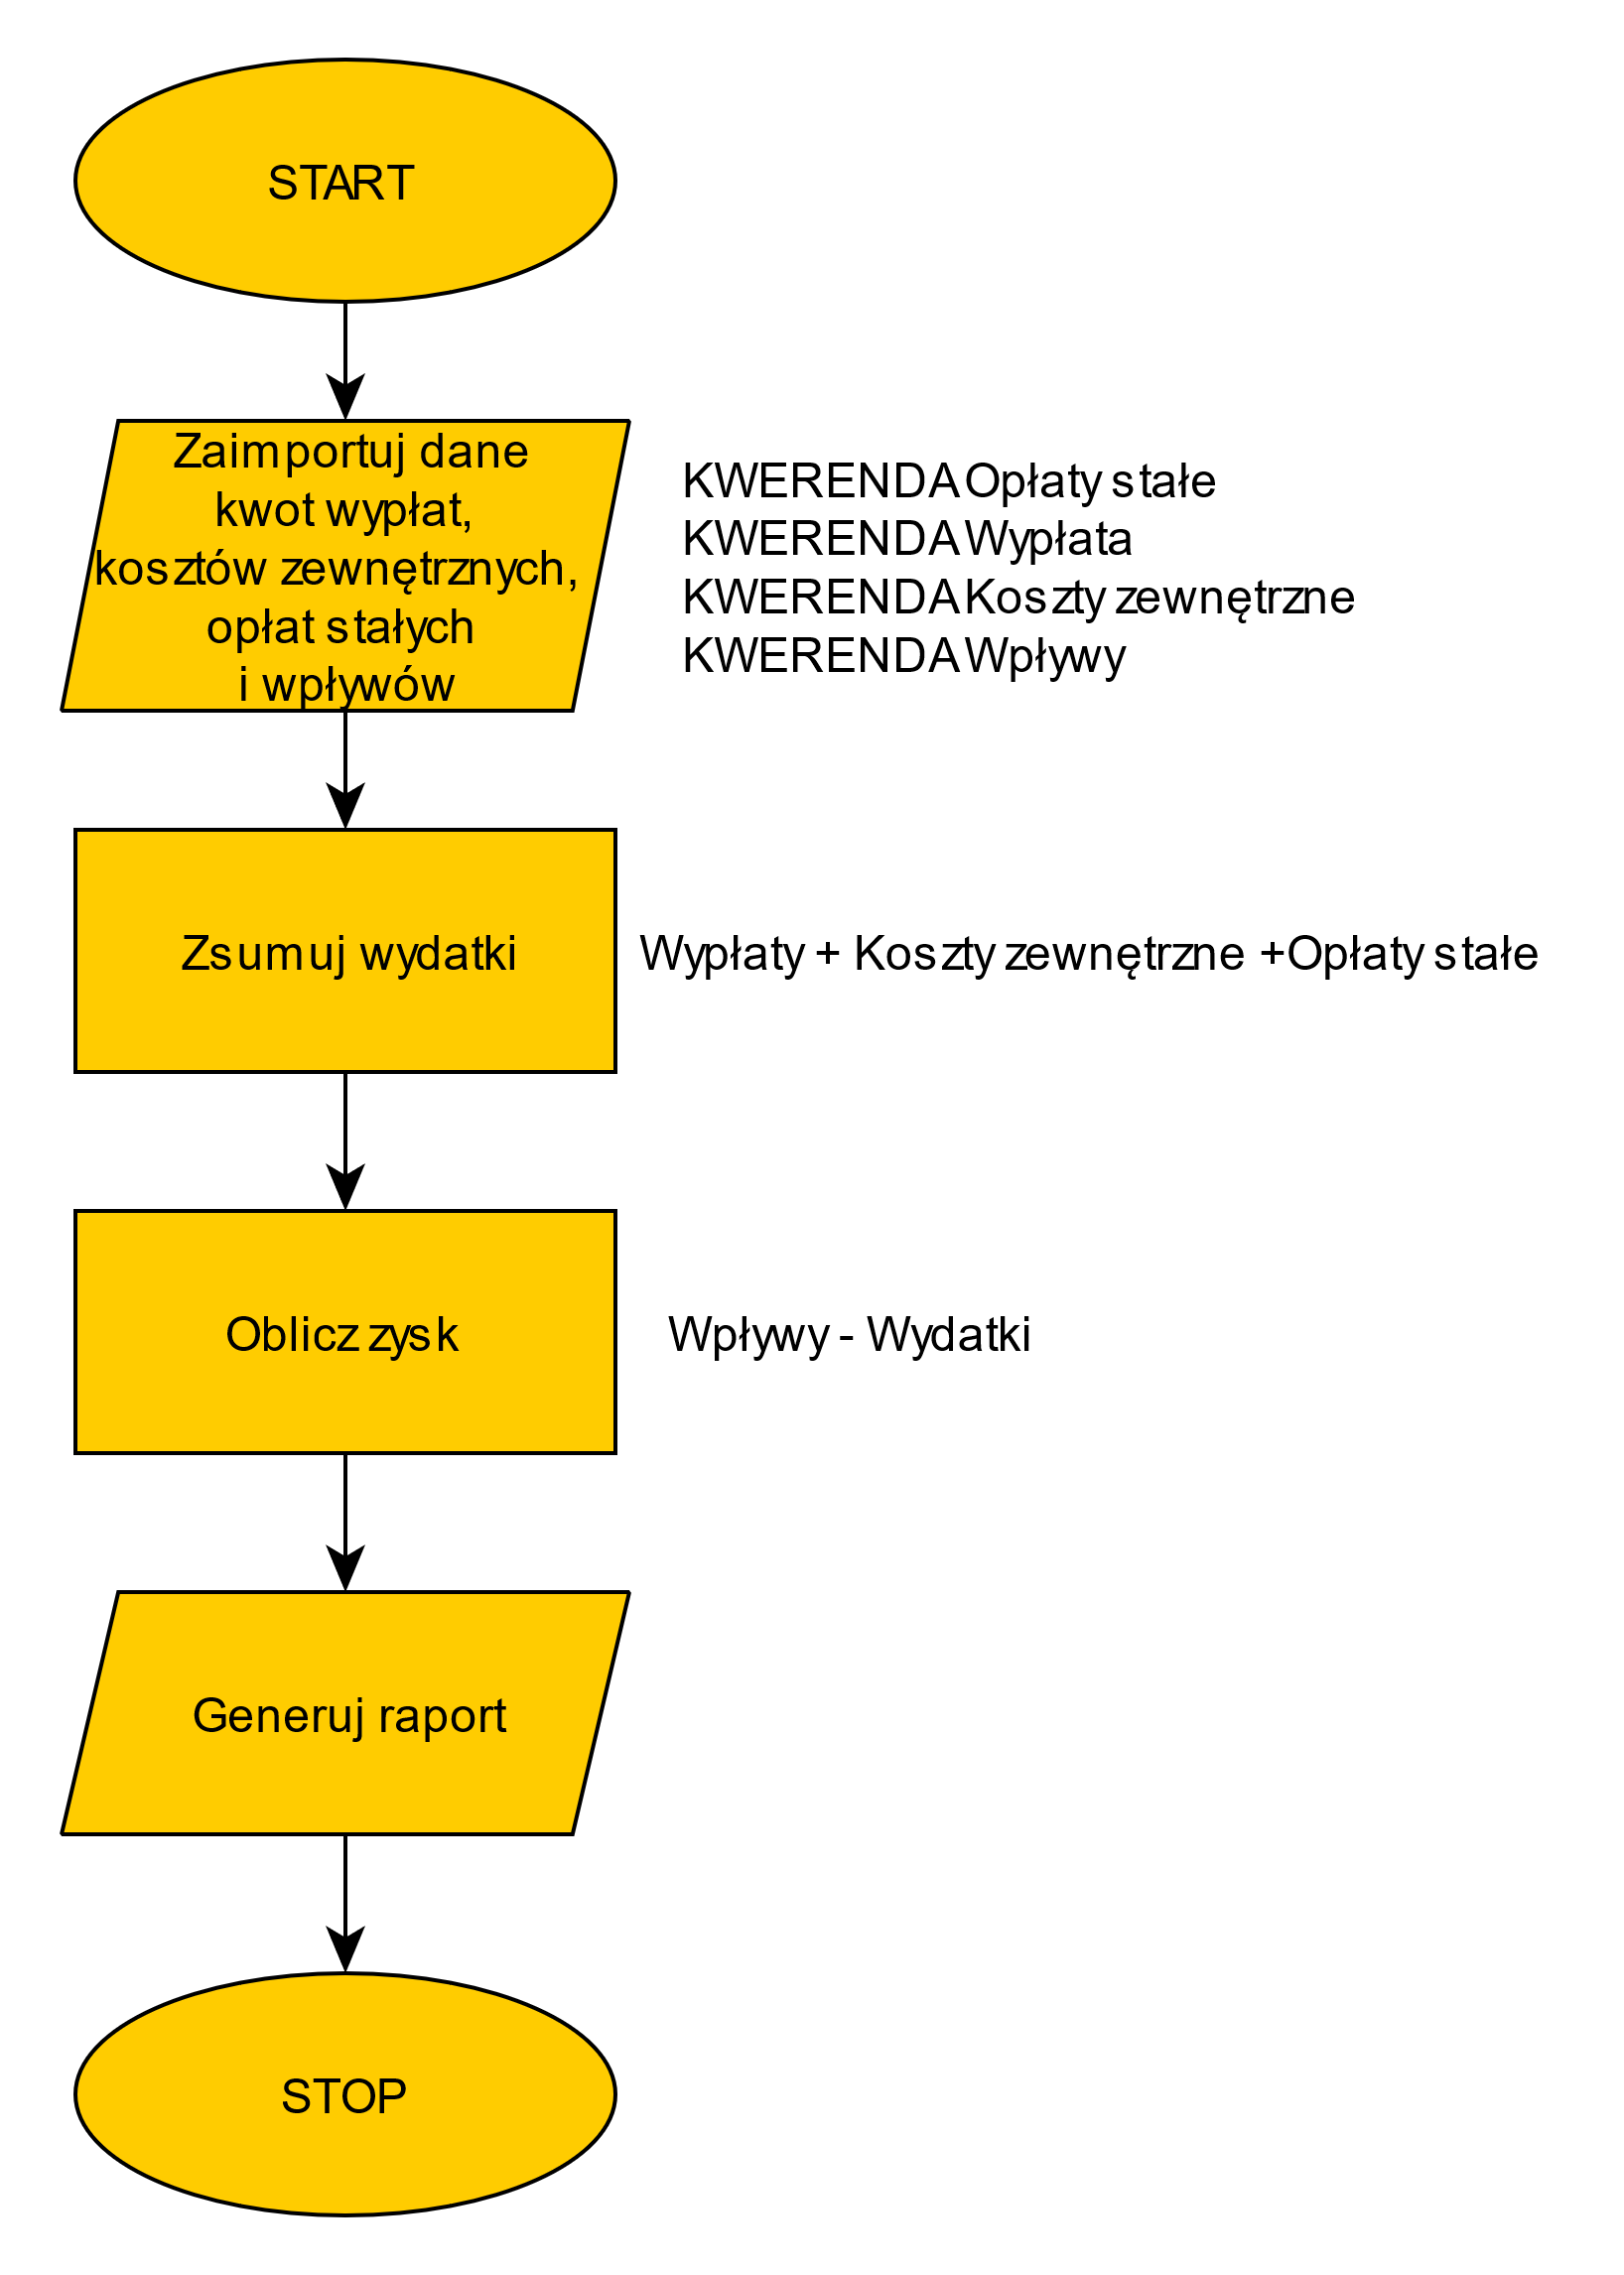 START
Zaimportuj dane
kwot wypłat,
kosztów zewnętrznych,
opłat stałych
i wpływów
KWERENDA Opłaty stałe
KWERENDA Wypłata
KWERENDA Koszty zewnętrzne
KWERENDA Wpływy
Zsumuj wydatki
Wypłaty + Koszty zewnętrzne +Opłaty stałe
Oblicz zysk
Wpływy - Wydatki
Generuj raport
STOP